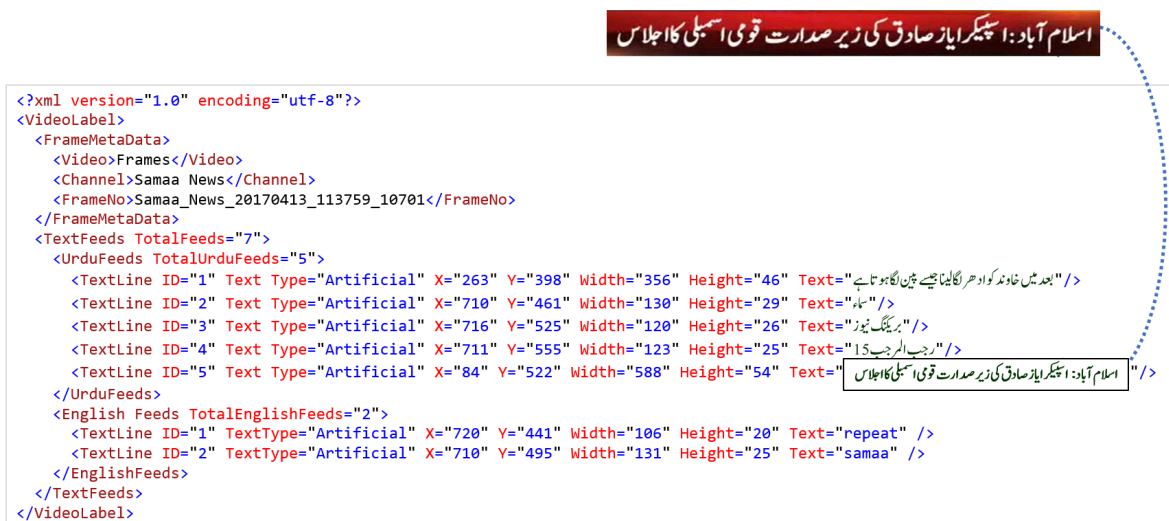 اسلام آباد:اسپیکرایاز صادق کی زیر صدارت قومی اسمبلی کااجلاس
<?xml version="1.0" encoding="utf-8"?>
<VideoLabel>
<FrameMetaData>
<Video>Frames</Video>
<Channel>Samaa News</Channel>
<FrameNo>Samaa_News_20170413_113759_10701</FrameNo>
</FrameMetaData>
<TextFeeds TotalFeeds="7">
<UrduFeeds TotalUrduFeeds="5">
<TextLine ID="1" Text Type="Artificial" X="263" Y="398" Width="356" Height="46" Text="بعد میں خاوند کو ادھر لگالینا جیسے پین لگا ہوتا ہے"/>
<TextLine ID="2" Text Type="Artificial" X="710" Y="461" Width="130" Height="29" Text="سماء"/>
<TextLine ID="3" Text Type="Artificial" X="716" Y="525" Width="120" Height="26" Text="بریکنگ نیوز"/>
<TextLine ID="4" Text Type="Artificial" X="711" Y="555" Width="123" Height="25" Text="رجب المرجب15"/>
<TextLine ID="5" Text Type="Artificial" X="84" Y="522" Width="588" Height="54" Text="اسلام آباد: اسپیکر ایاز صادق کی زیر صدارت قومی اسمبلی کا اجلاس"/>
</UrduFeeds>
<English Feeds TotalEnglishFeeds="2">
<TextLine ID="1" TextType="Artificial" X="720" Y="441" Width="106" Height="20" Text="repeat" />
<TextLine ID="2" TextType="Artificial" X="710" Y="495" Width="131" Height="25" Text="samaa" />
</EnglishFeeds>
</TextFeeds>
</VideoLabel>